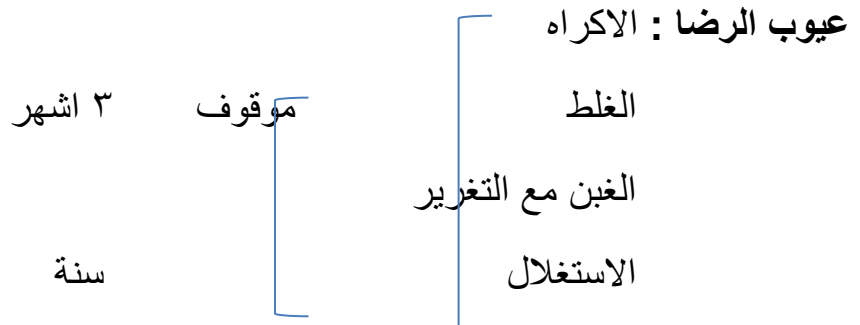 عيوب الرضا : الاكراه
الغلط موقوف ٣ اشهر
الغبن مع التغرير
الاستغلال سنة